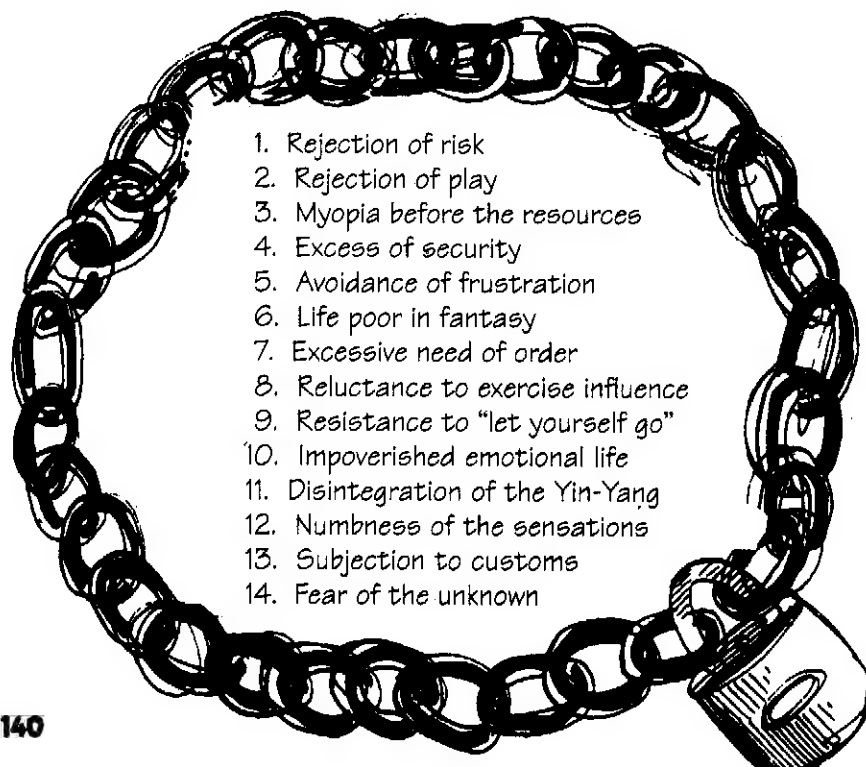 1. Rejection of risk
2. Rejection of play
3. Myopia before the resources
4. Excess of security
5. Avoidance of frustration
6. Life poor in fantasy
7. Excessive need of order
8. Reluctance to exercise influence
9. Resistance to "let yourself go"
10. Impoverished emotional life
11. Disintegration of the Yin-Yang
12. Numbness of the sensations
13. Subjection to customs
14. Fear of the unknown
140